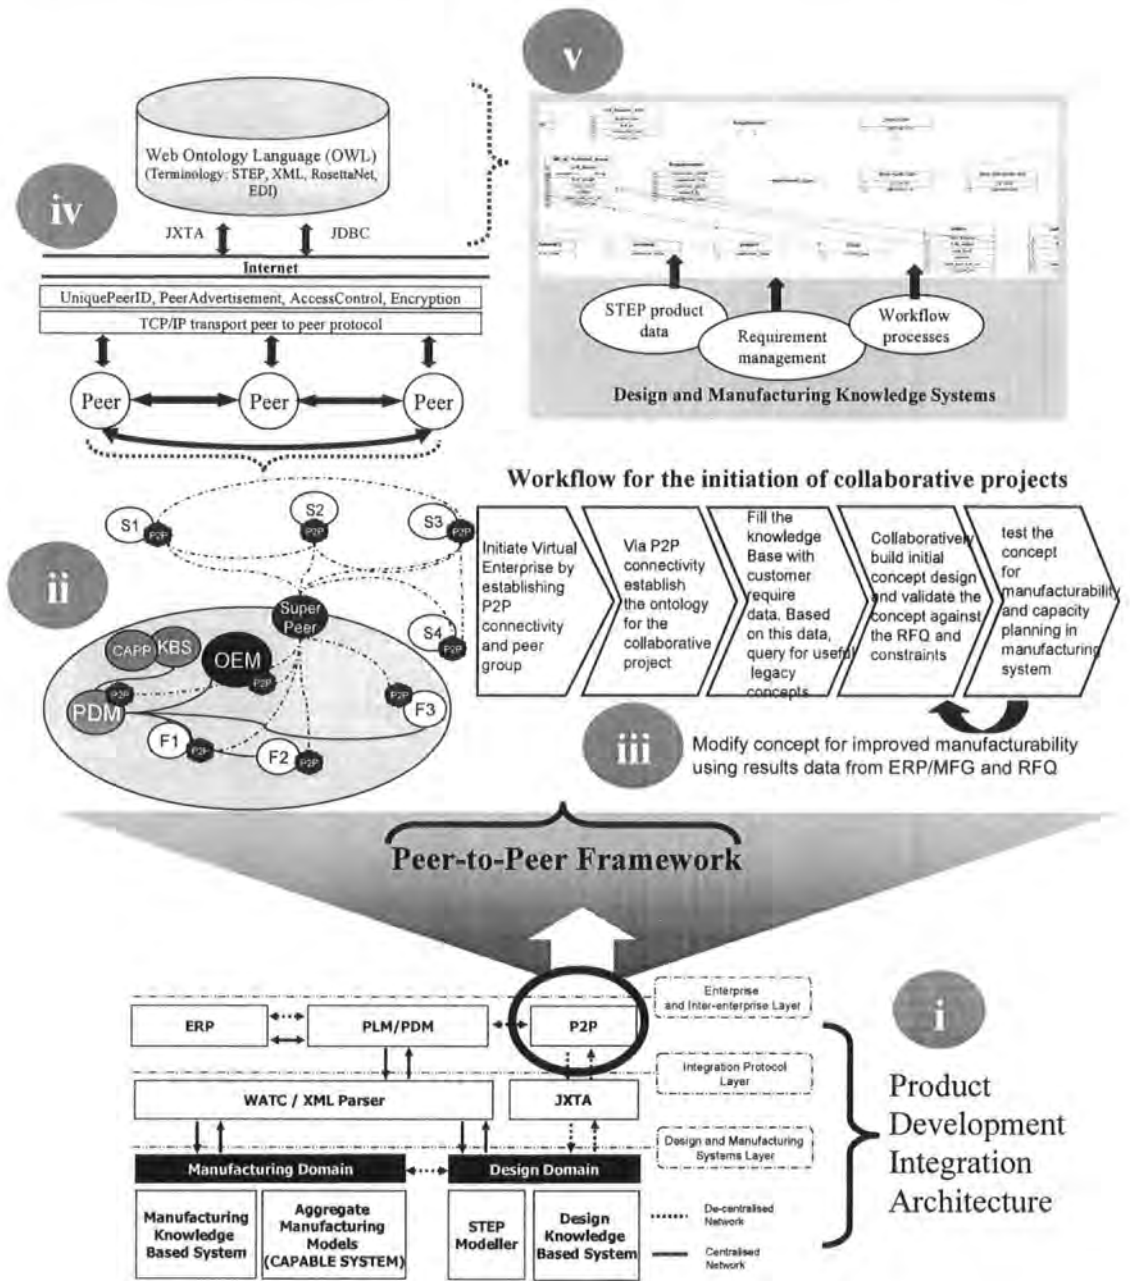 v
Web Ontology Language (OWL)
(Terminology: STEP, XML, RosettaNet,
EDI)
iv
JXTA
JDBC
Internet
UniquePeerID, PeerAdvertisement, AccessControl, Encryption
TCP/IP transport peer to peer protocol
Peer
Peer
Peer
STEP product
data
Requirement
management
Workflow
processes
Design and Manufacturing Knowledge Systems
ii
S1
P2P
S2
P2P
S3
P2P
S4
P2P
Super
Peer
CAPP
KBS
OEM
P2P
P2P
PDM
P2P
F3
F1
P2P
F2
P2P
Workflow for the initiation of collaborative projects
Initiate Virtual
Enterprise by
establishing
P2P
connectivity
and peer
group
Via P2P
connectivity
establish
the ontology
for the
collaborative
project
Fill the
knowledge
Base with
customer
require
data. Based
on this data,
query for useful
legacy
concepts
Collaboratively
build initial
concept design
and validate the
concept against
the RFQ and
constraints
test the
concept
for
manufacturability
and capacity
planning in
manufacturing
system
iii
Modify concept for improved manufacturability
using results data from ERP/MFG and RFQ
Peer-to-Peer Framework
i
Product
Development
Integration
Architecture
Enterprise
and Inter-enterprise Layer
ERP
PLM/PDM
P2P
Integration Protocol
Layer
WATC / XML Parser
JXTA
Design and Manufacturing
Systems Layer
Manufacturing Domain
Design Domain
Manufacturing
Knowledge
Based System
Aggregate
Manufacturing
Models
(CAPABLE SYSTEM)
STEP
Modeller
Design
Knowledge
Based System
De-centralised
Network
Centralised
Network